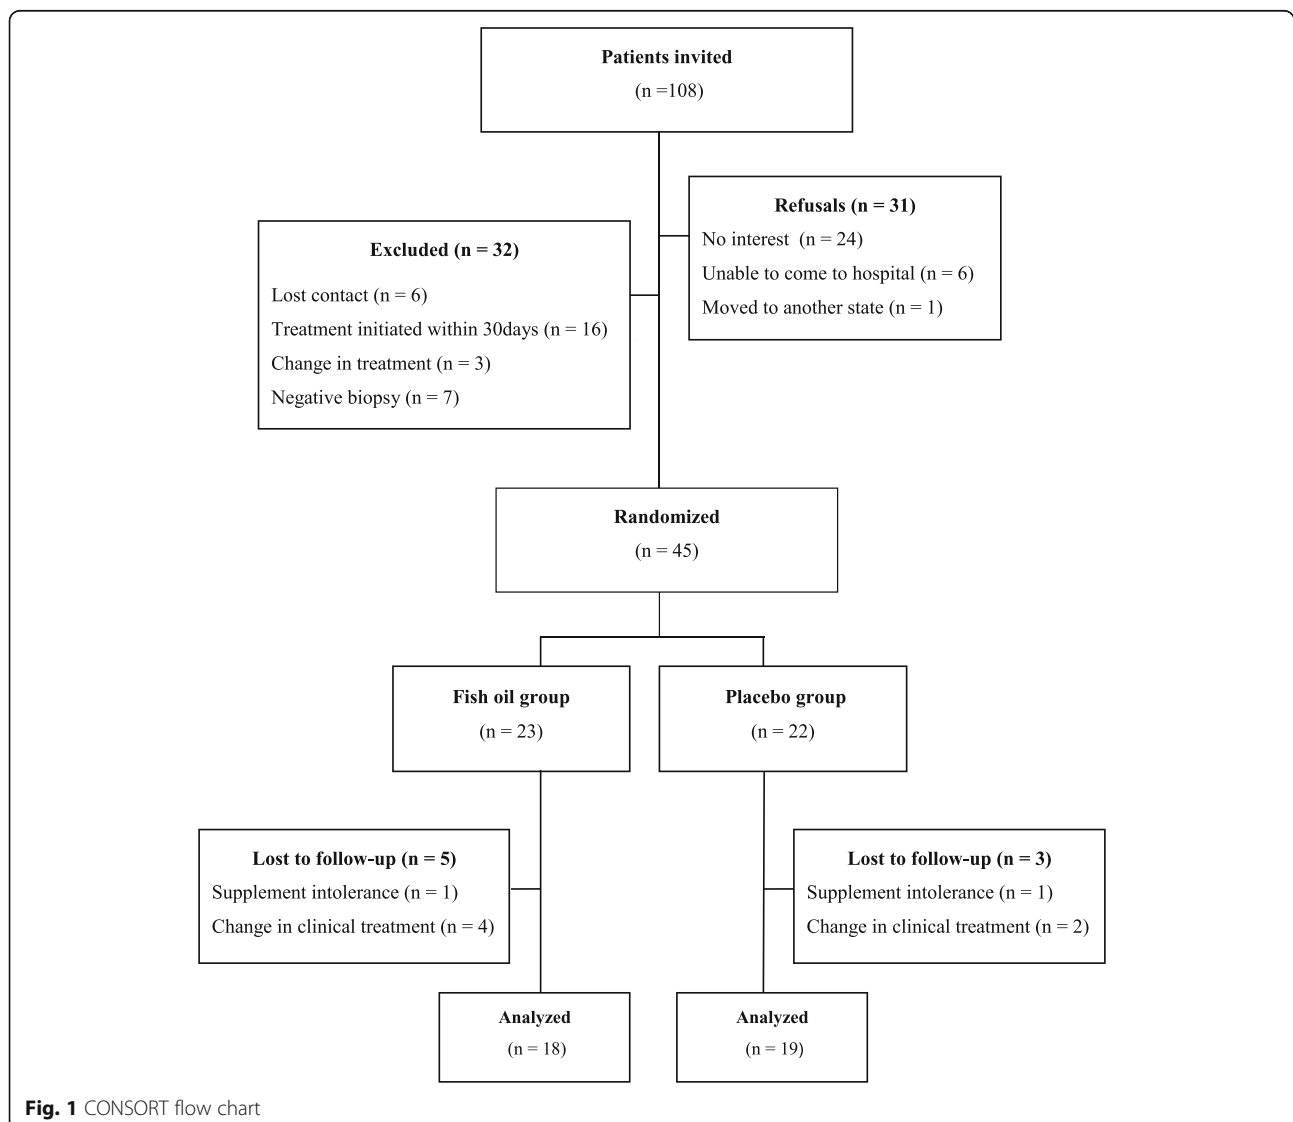 Patients invited
(n =108)
Refusals (n = 31)
No interest  (n = 24)
Unable to come to hospital (n = 6)
Moved to another state (n = 1)
Excluded (n = 32)
Lost contact (n = 6)
Treatment initiated within 30days (n = 16)
Change in treatment (n = 3)
Negative biopsy (n = 7)
Randomized
(n = 45)
Fish oil group
(n = 23)
Placebo group
(n = 22)
Lost to follow-up (n = 5)
Supplement intolerance (n = 1)
Change in clinical treatment (n = 4)
Lost to follow-up (n = 3)
Supplement intolerance (n = 1)
Change in clinical treatment (n = 2)
Analyzed
(n = 18)
Analyzed
(n = 19)
Fig. 1 CONSORT flow chart